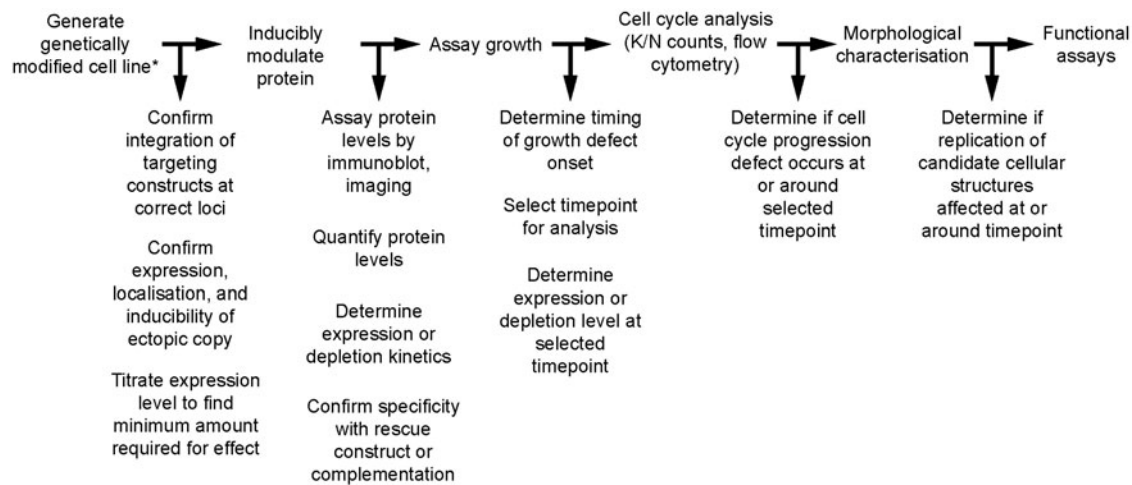 Generate
genetically
modified cell line*
Inducibly
modulate
protein
Assay growth
Cell cycle analysis
(K/N counts, flow
cytometry)
Morphological
characterisation
Functional
assays
Confirm
integration of
targeting
constructs at
correct loci
Confirm
expression,
localisation, and
inducibility of
ectopic copy
Titrate expression
level to find
minimum amount
required for effect
Assay protein
levels by
immunoblot,
imaging
Quantify protein
levels
Determine
expression or
depletion kinetics
Confirm specificity
with rescue
construct or
complementation
Determine timing
of growth defect
onset
Select timepoint
for analysis
Determine
expression or
depletion level at
selected
timepoint
Determine if cell
cycle progression
defect occurs at
or around
selected
timepoint
Determine if
replication of
candidate cellular
structures
affected at or
around timepoint